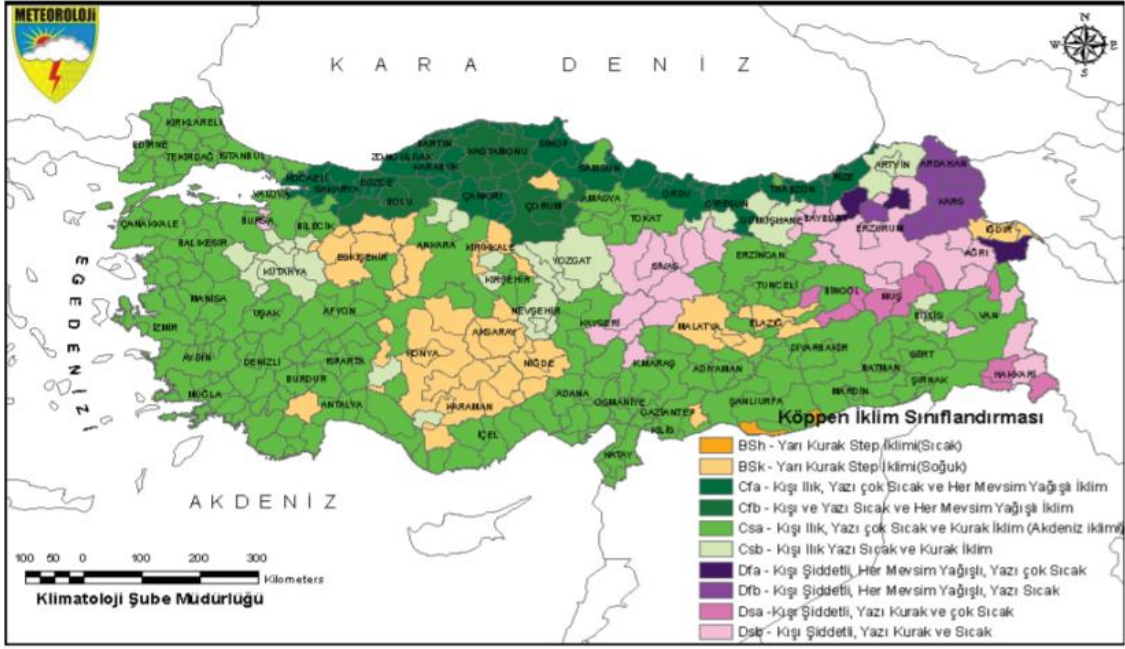 METEOROLOJi
N
W
E
S
K A R A D E N İ Z
KIRKLARELİ
EDİRNE
TEKİRDAĞ
İSTANBUL
KOCAELİ
YALOVA
SAKARYA
DÜZCE
ZONGULDAK
BARTIN
KARABÜK
KASTAMONU
SİNOP
SAMSUN
BOLU
ÇANKIRI
ÇORUM
AMASYA
ORDU
GİRESUN
TRABZON
RİZE
ARTVİN
ARDAHAN
KARS
IĞDIR
GÜMÜŞHANE
BAYBURT
ERZURUM
AĞRI
ÇANAKKALE
BALIKESİR
BURSA
BİLECİK
ESKİŞEHİR
ANKARA
KIRIKKALE
KIRŞEHİR
YOZGAT
TOKAT
SİVAS
ERZİNCAN
TUNCELİ
BİNGÖL
MUŞ
BİTLİS
VAN
KÜTAHYA
MANİSA
UŞAK
AFYON
İZMİR
AYDIN
DENİZLİ
ISPARTA
BURDUR
MUĞLA
ANTALYA
KONYA
AKSARAY
NEVŞEHİR
NİĞDE
KAYSERİ
KARAMAN
İÇEL
ADANA
OSMANİYE
HATAY
K.MARAŞ
GAZİANTEP
KİLİS
MALATYA
ELAZIĞ
ADIYAMAN
ŞANLIURFA
DİYARBAKIR
MARDİN
BATMAN
SİİRT
ŞIRNAK
HAKKARİ
E G E D E N İ Z İ
A K D E N İ Z
Köppen İklim Sınıflandırması
BSh - Yarı Kurak Step İklimi(Sıcak)
BSk - Yarı Kurak Step İklimi(Soğuk)
Cfa - Kışı Ilık, Yazı çok Sıcak ve Her Mevsim Yağışlı İklim
Cfb - Kışı ve Yazı Sıcak ve Her Mevsim Yağışlı İklim
Csa - Kışı Ilık, Yazı çok Sıcak ve Kurak İklim (Akdeniz iklimi)
Csb - Kışı Ilık Yazı Sıcak ve Kurak İklim
Dfa - Kışı Şiddetli, Her Mevsim Yağışlı, Yazı çok Sıcak
Dfb - Kışı Şiddetli, Her Mevsim Yağışlı, Yazı Sıcak
Dsa - Kışı Şiddetli, Yazı Kurak ve çok Sıcak
Dsb - Kışı Şiddetli, Yazı Kurak ve Sıcak
100 50 0 100 200 300
Kilometers
Klimatoloji Şube Müdürlüğü